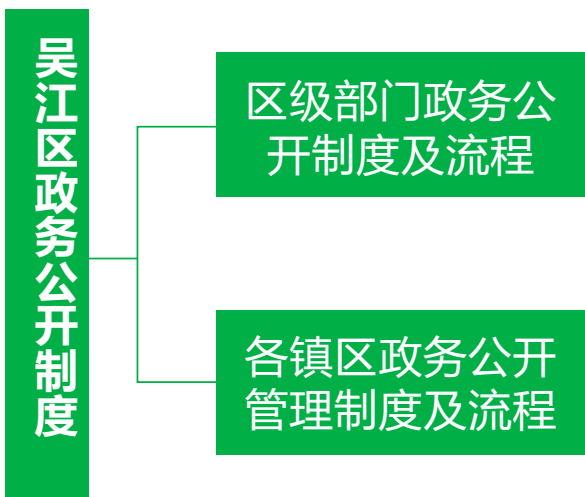 吴江区政务公开制度
区级部门政务公
开制度及流程
各镇区政务公开
管理制度及流程